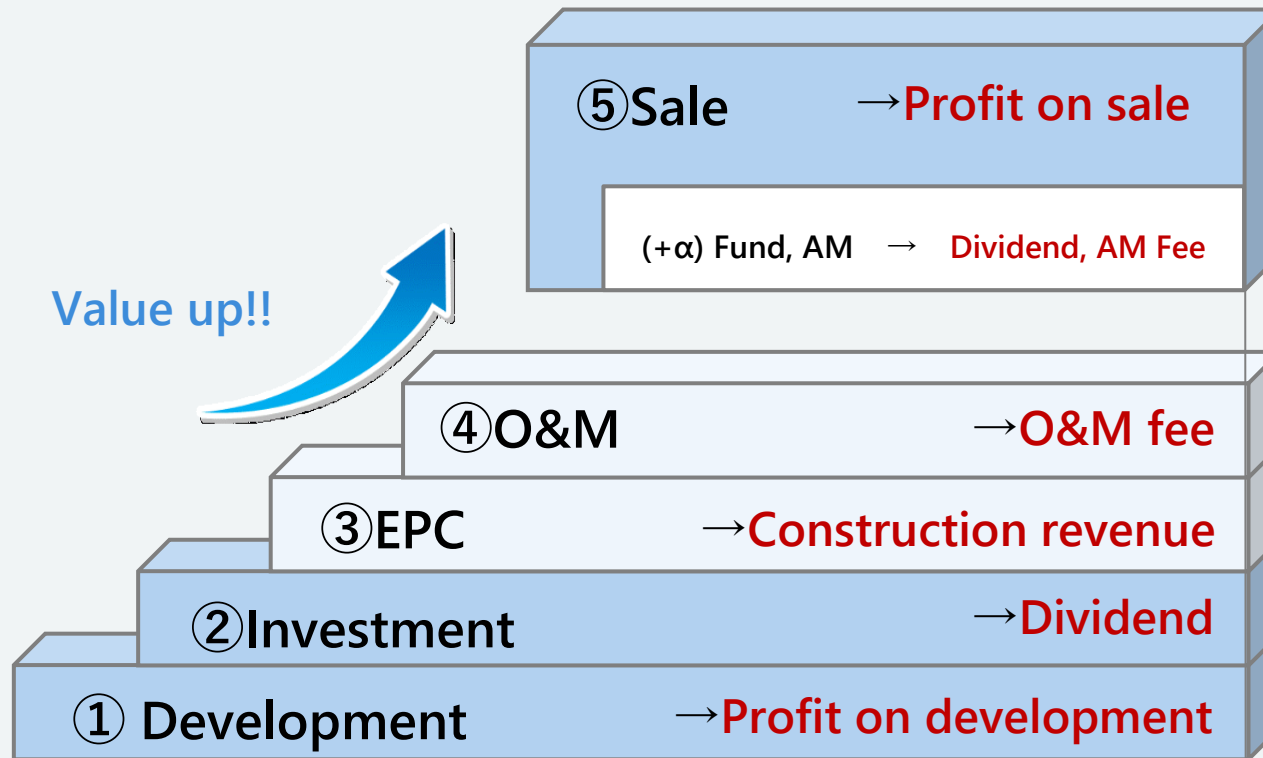 ⑤Sale →Profit on sale
(+α) Fund, AM → Dividend, AM Fee
Value up!!
④O&M →O&M fee
③EPC →Construction revenue
②Investment →Dividend
① Development →Profit on development